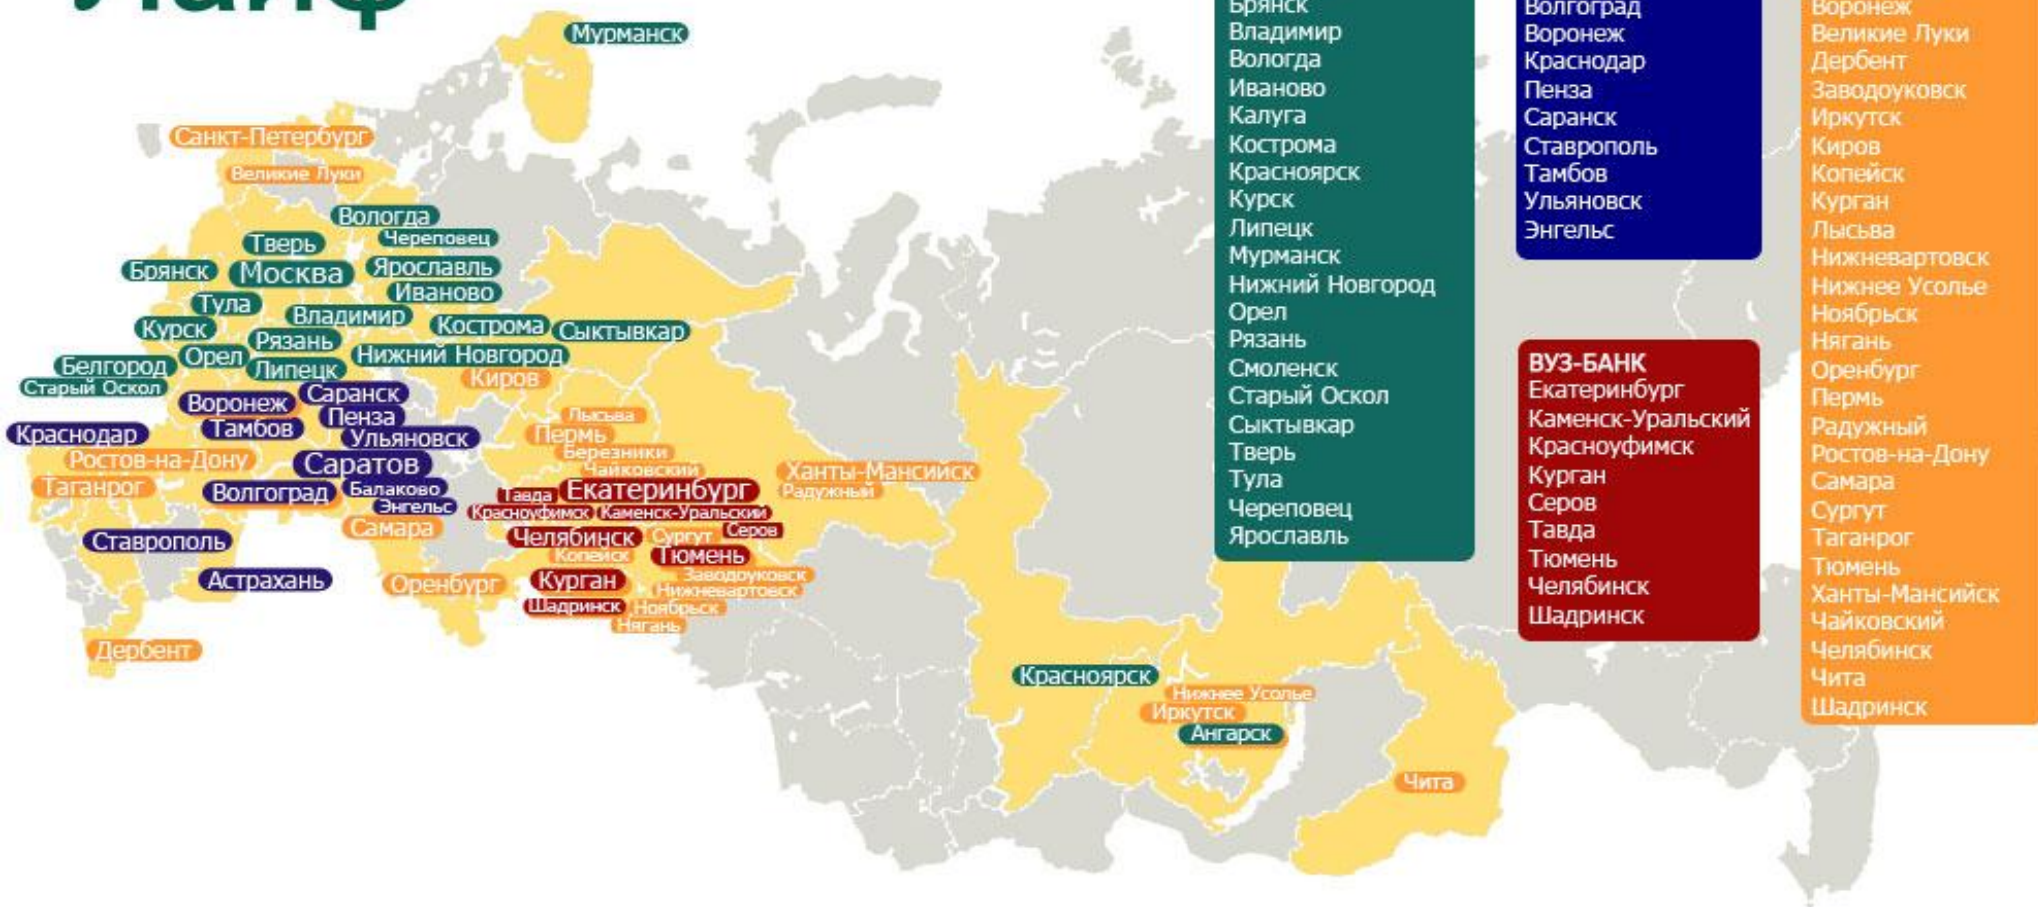 Лайф
Мурманск
Санкт-Петербург
Великие Луки
Вологда
Тверь
Череповец
Брянск
Москва
Ярославль
Тула
Иваново
Курск
Владимир
Кострома
Сыктывкар
Рязань
Орел
Нижний Новгород
Белгород
Липецк
Старый Оскол
Киров
Воронеж
Саранск
Пенза
Лысьва
Краснодар
Тамбов
Ульяновск
Пермь
Березники
Ростов-на-Дону
Саратов
Чайковский
Ханты-Мансийск
Таганрог
Волгоград
Балаково
Тавда
Екатеринбург
Радужный
Энгельс
Красноуфимск
Каменск-Уральский
Самара
Серов
Ставрополь
Челябинск
Сургут
Копейск
Тюмень
Астрахань
Оренбург
Курган
Заводоуковск
Нижневартовск
Шадринск
Ноябрьск
Нягань
Дербент
Красноярск
Нижнее Усолье
Иркутск
Ангарск
Чита
Брянск
Владимир
Вологда
Иваново
Калуга
Кострома
Красноярск
Курск
Липецк
Мурманск
Нижний Новгород
Орел
Рязань
Смоленск
Старый Оскол
Сыктывкар
Тверь
Тула
Череповец
Ярославль
Волгоград
Воронеж
Краснодар
Пенза
Саранск
Ставрополь
Тамбов
Ульяновск
Энгельс
ВУЗ-БАНК
Екатеринбург
Каменск-Уральский
Красноуфимск
Курган
Серов
Тавда
Тюмень
Челябинск
Шадринск
Воронеж
Великие Луки
Дербент
Заводоуковск
Иркутск
Киров
Копейск
Курган
Лысьва
Нижневартовск
Нижнее Усолье
Ноябрьск
Нягань
Оренбург
Пермь
Радужный
Ростов-на-Дону
Самара
Сургут
Таганрог
Тюмень
Ханты-Мансийск
Чайковский
Челябинск
Чита
Шадринск